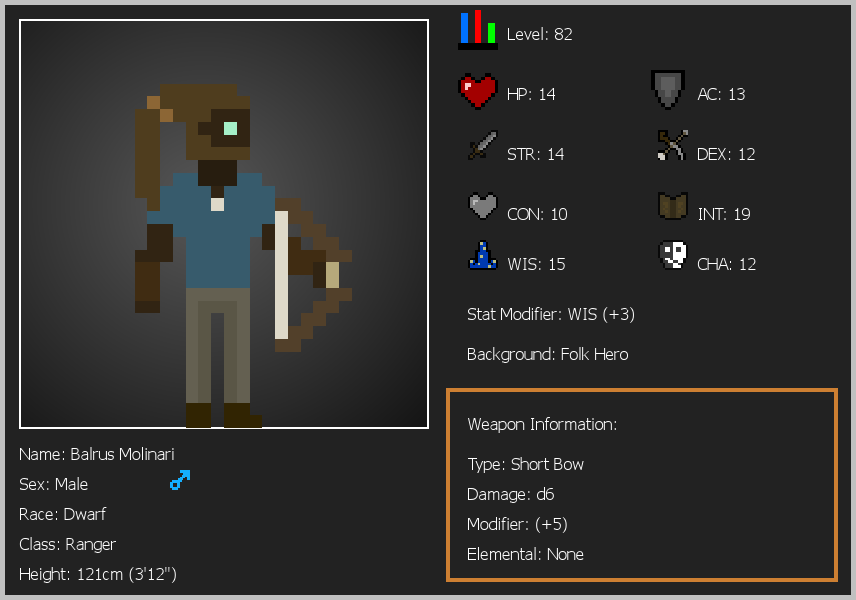 Level: 82
HP: 14
AC: 13
STR: 14
DEX: 12
CON: 10
INT: 19
WIS: 15
CHA: 12
Stat Modifier: WIS (+3)
Background: Folk Hero
Weapon Information:
Type: Short Bow
Damage: d6
Modifier: (+5)
Elemental: None
Name: Balrus Molinari
Sex: Male
Race: Dwarf
Class: Ranger
Height: 121cm (3'12")